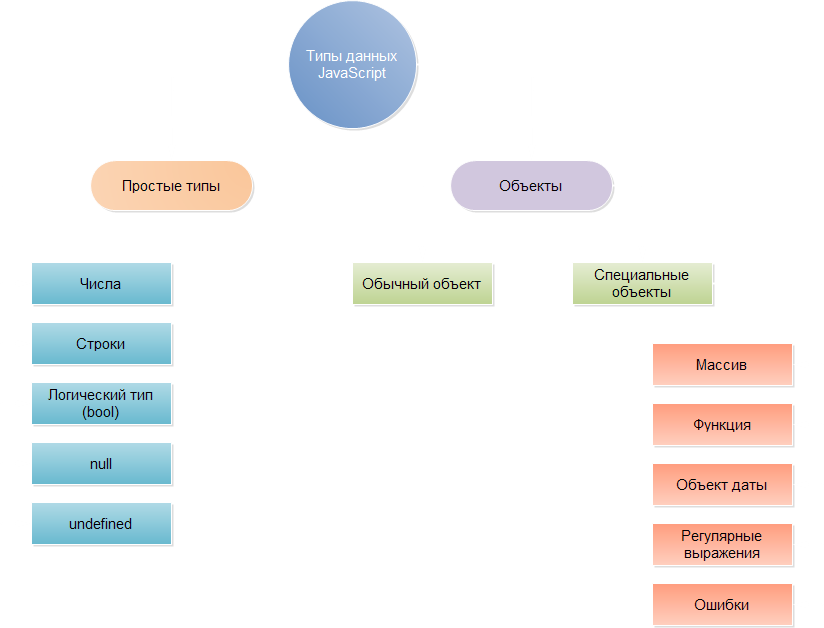 Типы данных
JavaScript
Простые типы
Объекты
Числа
Строки
Логический тип
(bool)
null
undefined
Обычный объект
Специальные
объекты
Массив
Функция
Объект даты
Регулярные
выражения
Ошибки